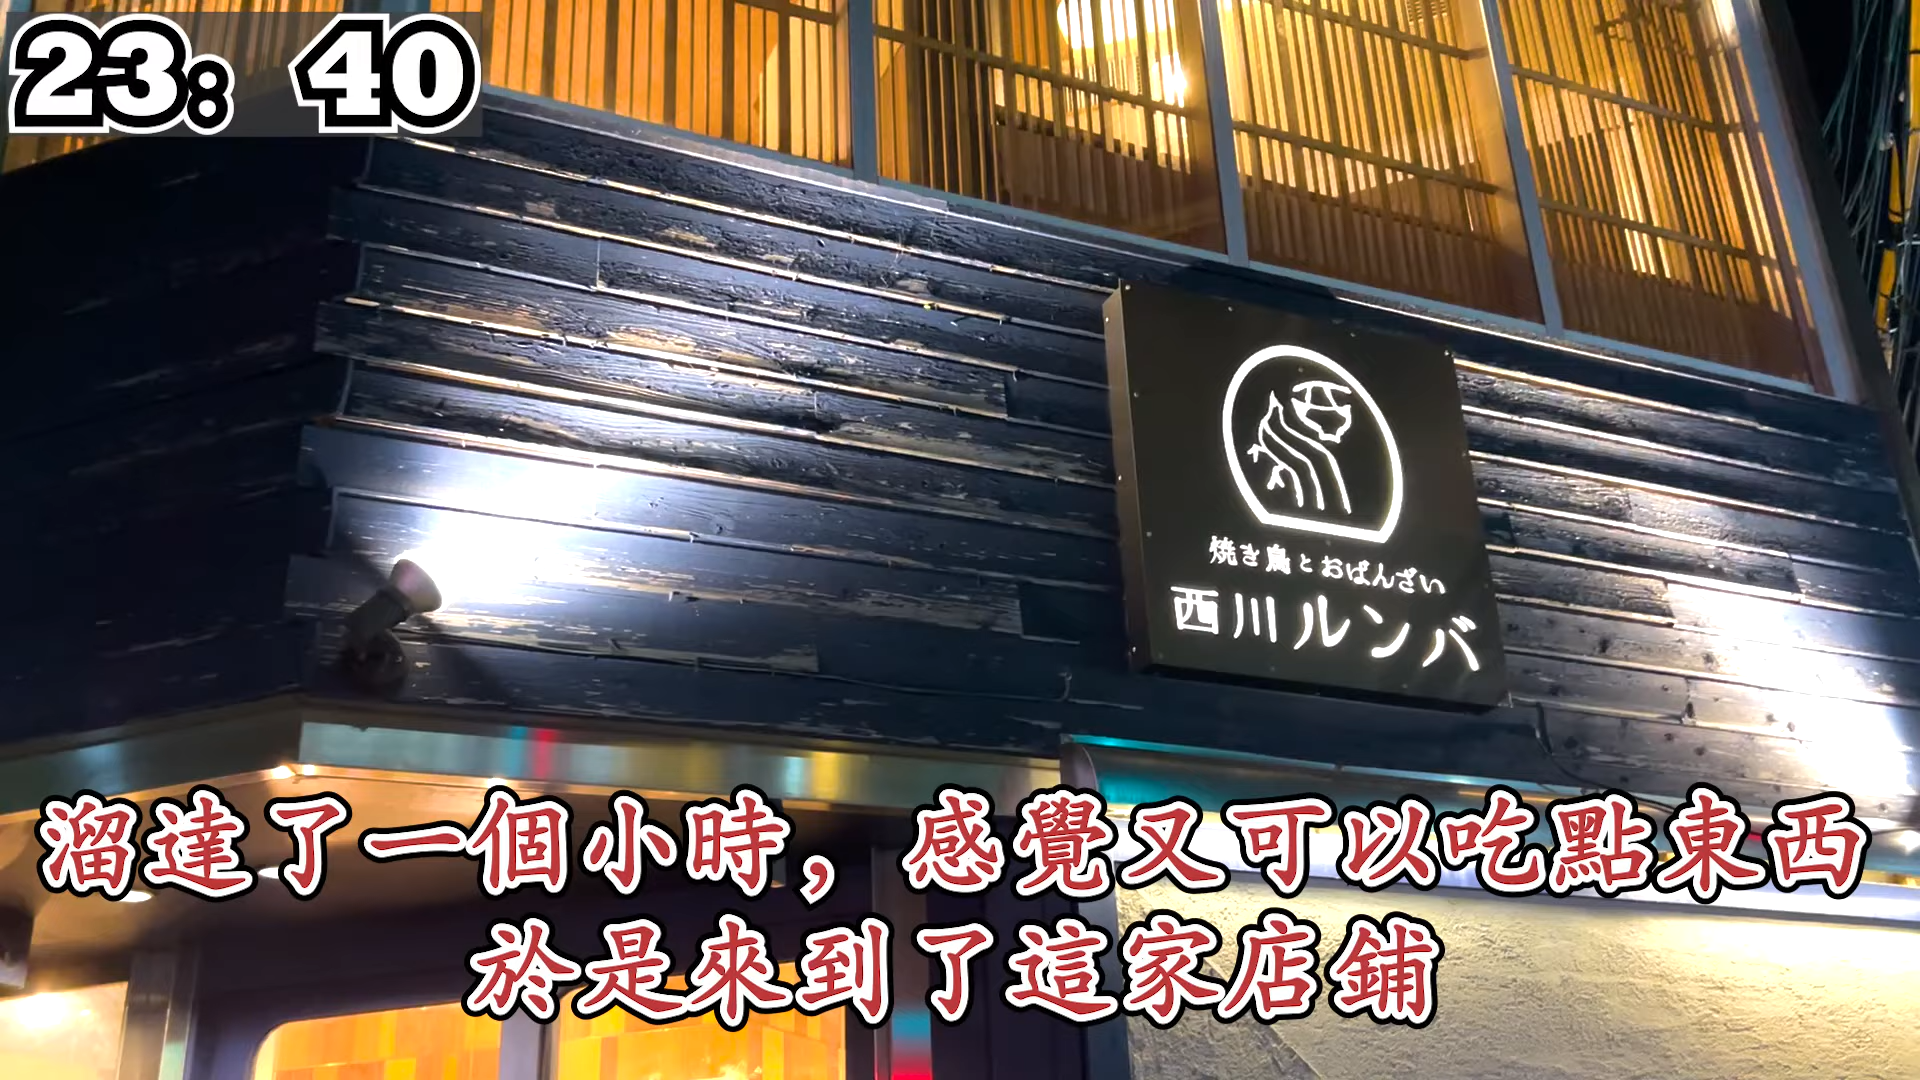 23: 40
焼き鳥とおばんざい
西川ルンバ
溜達了一個小時，感覺又可以吃點東西
於是來到了這家店鋪